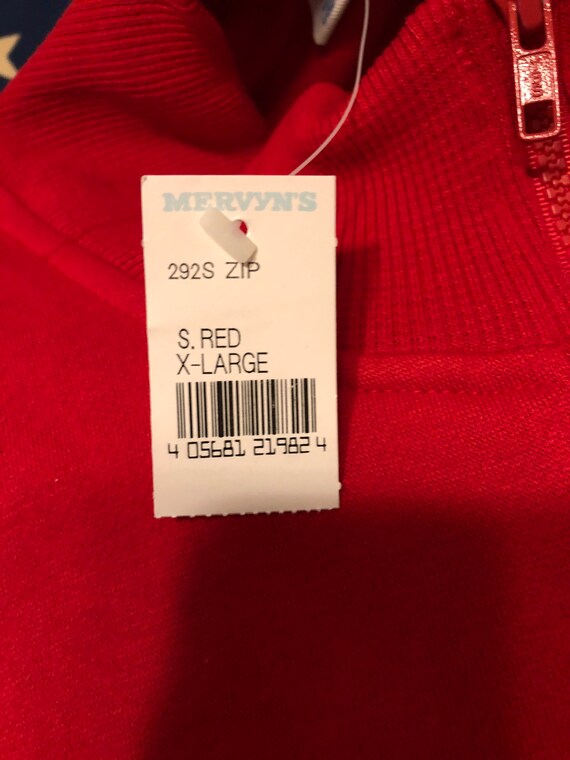 MERVYN'S
292S ZIP
S. RED
X-LARGE
4 05681 21982 4